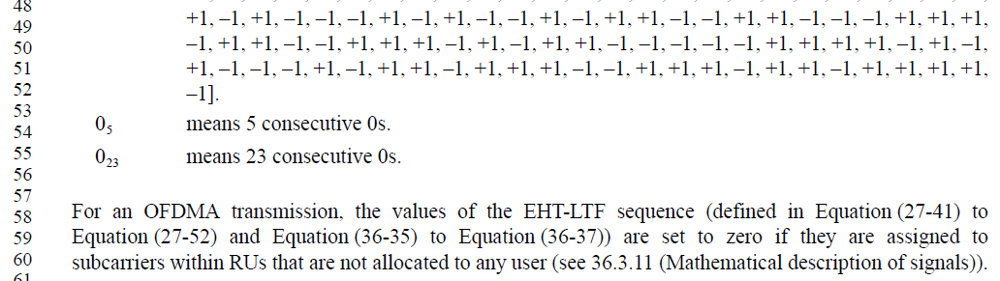 48
49 +1, –1, +1, –1, –1, –1, +1, –1, +1, –1, –1, +1, –1, +1, +1, –1, –1, +1, +1, –1, –1, –1, +1, +1, +1,
50 –1, +1, +1, –1, –1, +1, +1, +1, –1, +1, –1, +1, +1, –1, –1, –1, –1, –1, +1, +1, +1, +1, –1, +1, –1,
51 +1, –1, –1, –1, +1, –1, +1, +1, –1, +1, +1, +1, –1, –1, +1, +1, +1, –1, +1, +1, –1, +1, +1, +1, +1,
52 –1].
53
54 0₅ means 5 consecutive 0s.
55 0₂₃ means 23 consecutive 0s.
56
57
58 For an OFDMA transmission, the values of the EHT-LTF sequence (defined in Equation (27-41) to
59 Equation (27-52) and Equation (36-35) to Equation (36-37)) are set to zero if they are assigned to
60 subcarriers within RUs that are not allocated to any user (see 36.3.11 (Mathematical description of signals)).
61